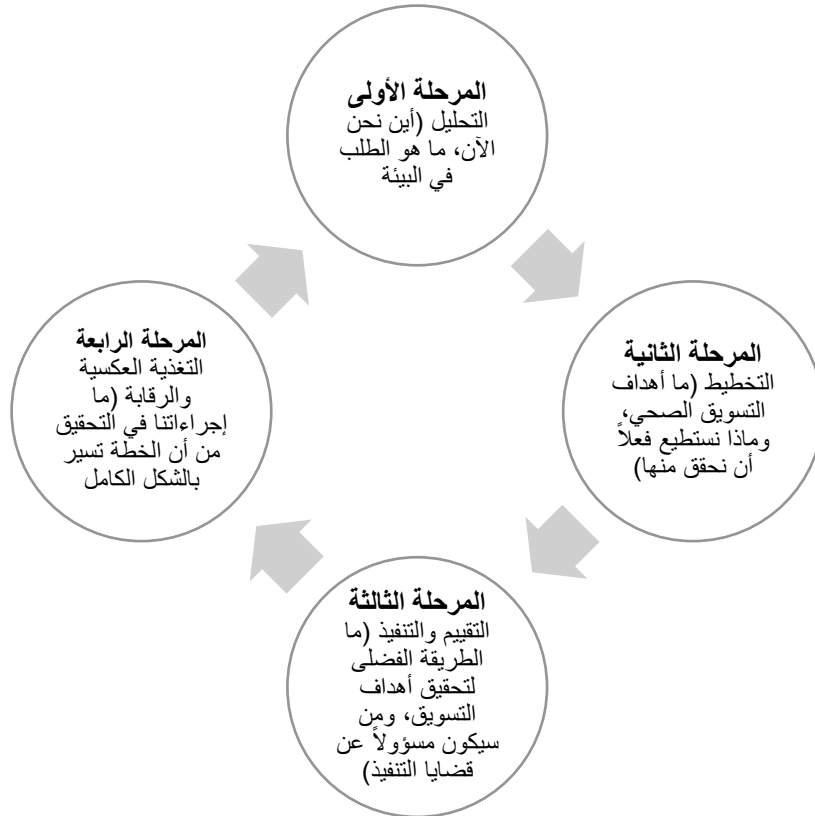 المرحلة الأولى
التحليل (أين نحن
الآن، ما هو الطلب
في البيئة
المرحلة الثانية
التخطيط (ما أهداف
التسويق الصحي،
وماذا نستطيع فعلاً
أن نحقق منها)
المرحلة الثالثة
التقييم والتنفيذ (ما
الطريقة الفضلى
لتحقيق أهداف
التسويق، ومن
سيكون مسؤولاً عن
قضايا التنفيذ)
المرحلة الرابعة
التغذية العكسية
والرقابة (ما
إجراءاتنا في التحقيق
من أن الخطة تسير
بالشكل الكامل